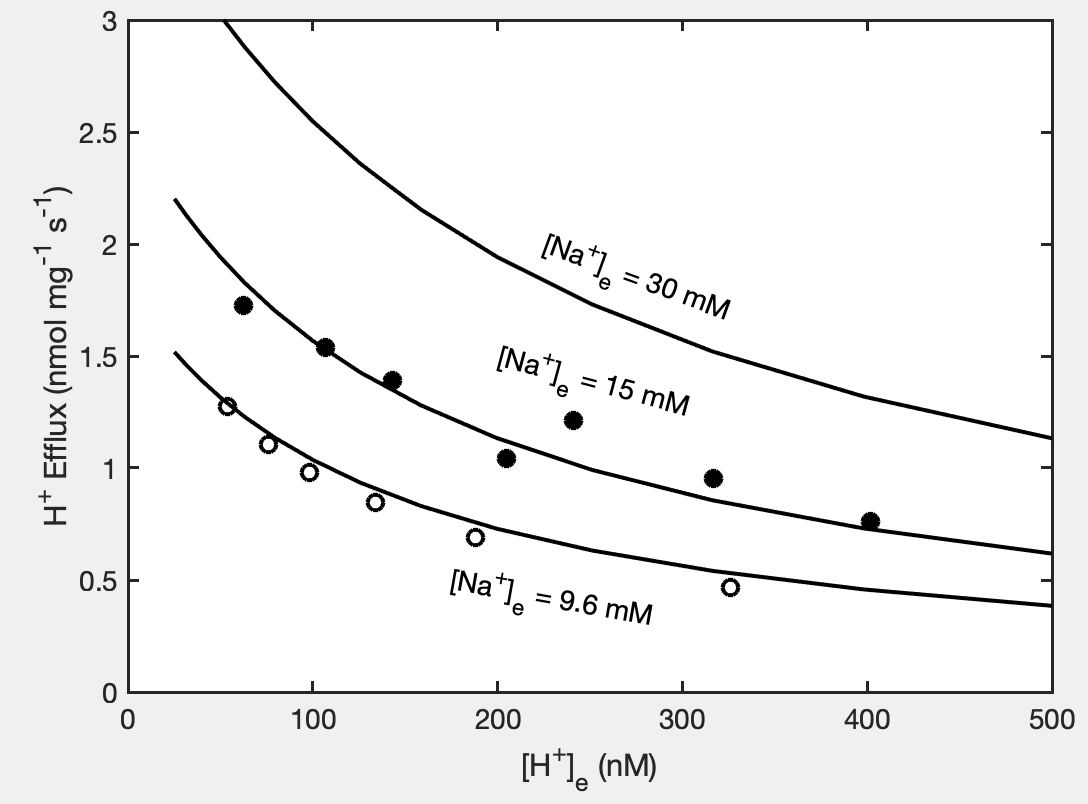 3
2.5
2
1.5
1
0.5
0
H⁺ Efflux (nmol mg⁻¹ s⁻¹)
[Na⁺]ₑ = 30 mM
[Na⁺]ₑ = 15 mM
[Na⁺]ₑ = 9.6 mM
0 100 200 300 400 500
[H⁺]ₑ (nM)